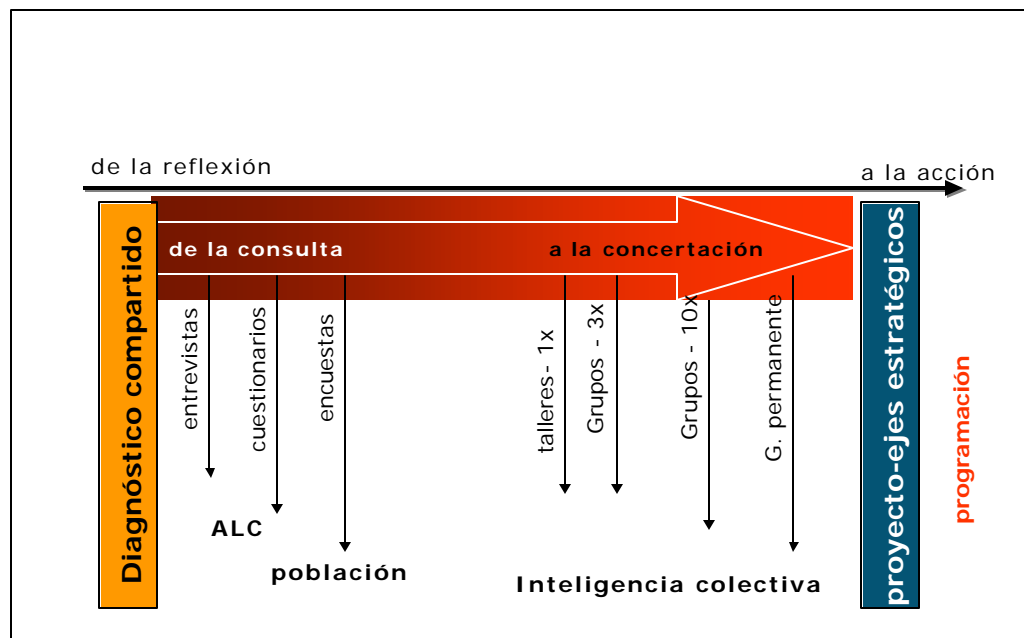 de la reflexión
a la acción
Diagnóstico compartido
de la consulta
a la concertación
entrevistas
cuestionarios
encuestas
talleres- 1x
Grupos - 3x
Grupos - 10x
G. permanente
ALC
población
Inteligencia colectiva
proyecto-ejes estratégicos
programación